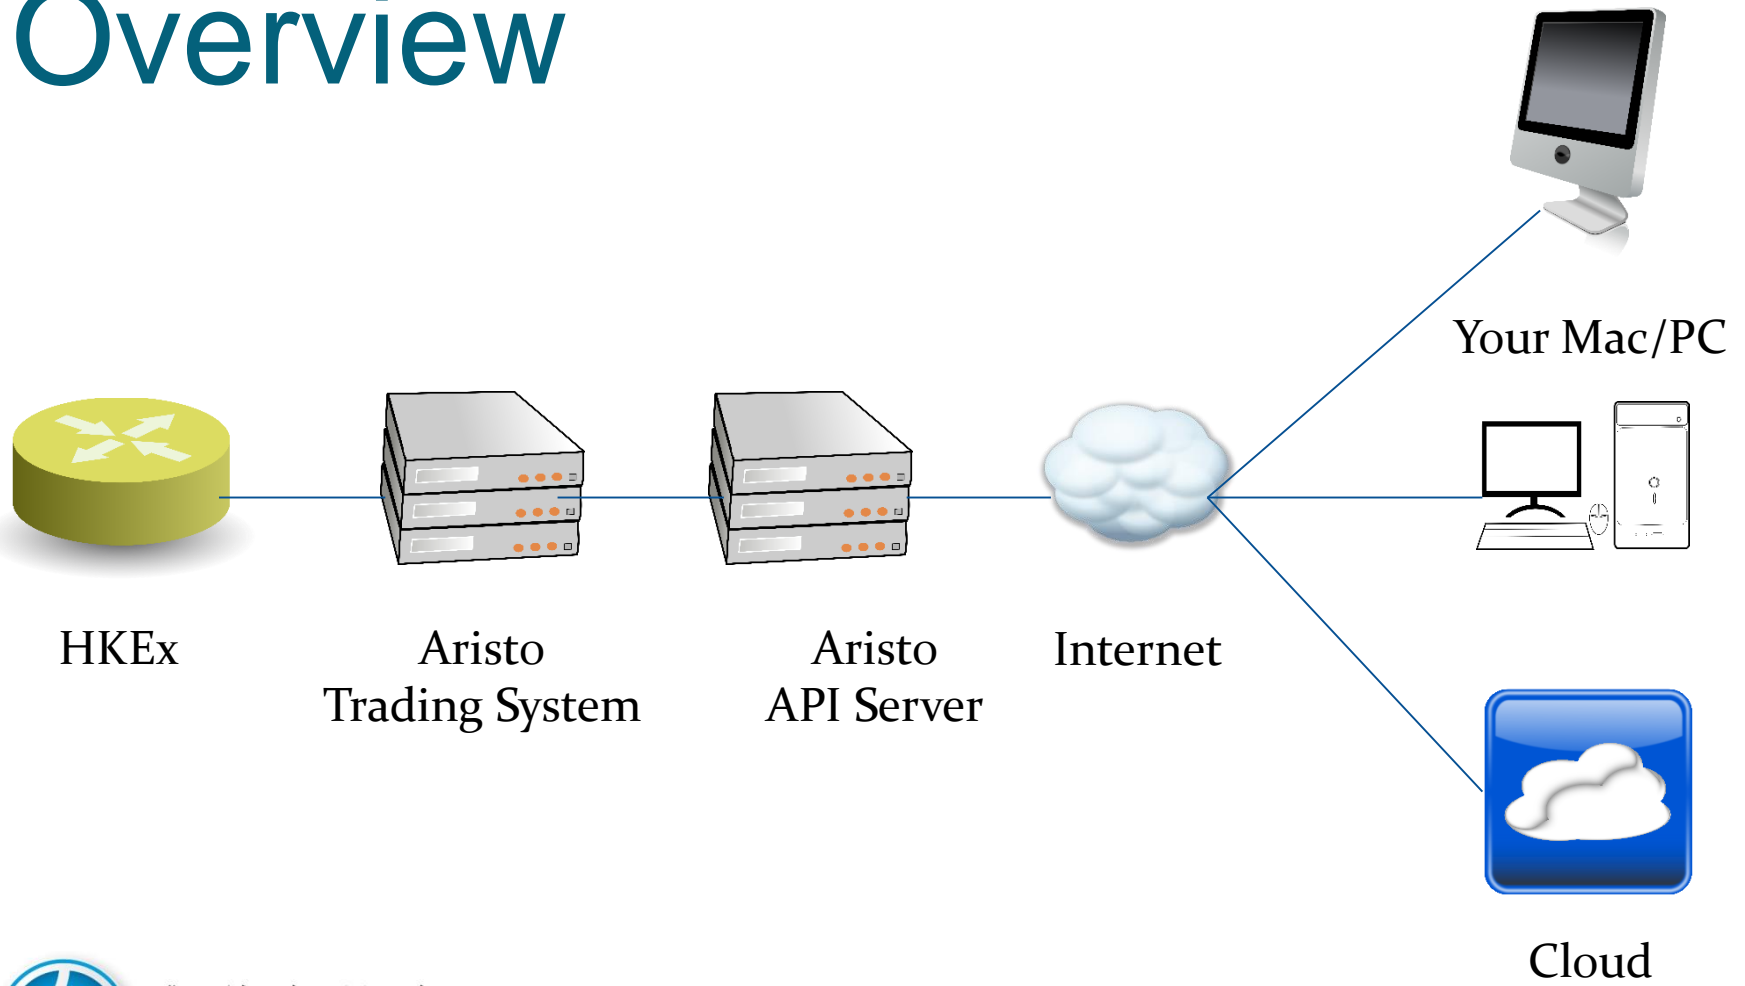 Overview
Your Mac/PC
HKEx
Aristo
Trading System
Aristo
API Server
Internet
Cloud